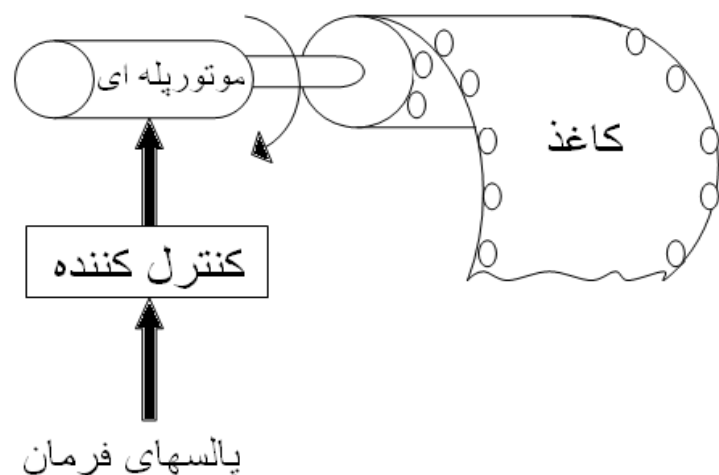 موتورپله ای
کاغذ
کنترل کننده
پالسهای فرمان